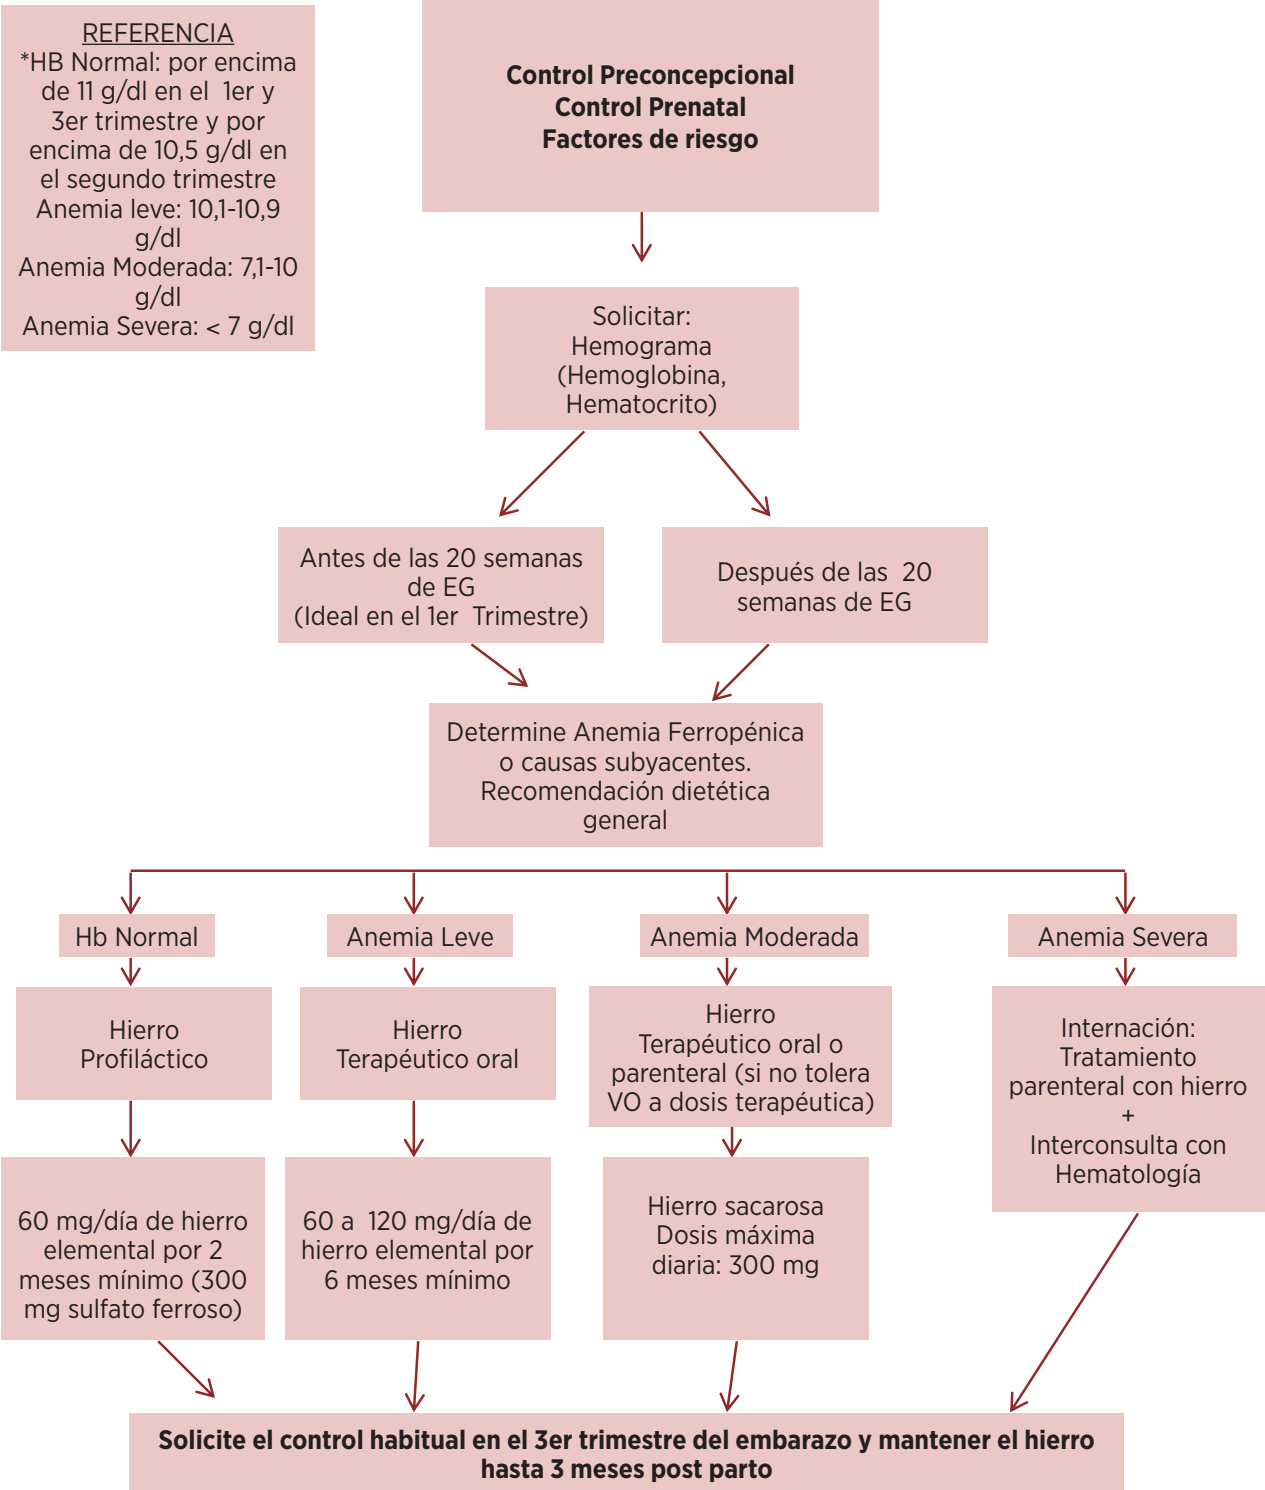 REFERENCIA
*HB Normal: por encima
de 11 g/dl en el 1er y
3er trimestre y por
encima de 10,5 g/dl en
el segundo trimestre
Anemia leve: 10,1-10,9
g/dl
Anemia Moderada: 7,1-10
g/dl
Anemia Severa: < 7 g/dl
Control Preconcepcional
Control Prenatal
Factores de riesgo
Solicitar:
Hemograma
(Hemoglobina,
Hematocrito)
Antes de las 20 semanas
de EG
(Ideal en el 1er Trimestre)
Después de las 20
semanas de EG
Determine Anemia Ferropénica
o causas subyacentes.
Recomendación dietética
general
Hb Normal
Anemia Leve
Anemia Moderada
Anemia Severa
Hierro
Profiláctico
Hierro
Terapéutico oral
Hierro
Terapéutico oral o
parenteral (si no tolera
VO a dosis terapéutica)
Internación:
Tratamiento
parenteral con hierro
+
Interconsulta con
Hematología
60 mg/día de hierro
elemental por 2
meses mínimo (300
mg sulfato ferroso)
60 a 120 mg/día de
hierro elemental por
6 meses mínimo
Hierro sacarosa
Dosis máxima
diaria: 300 mg
Solicite el control habitual en el 3er trimestre del embarazo y mantener el hierro
hasta 3 meses post parto